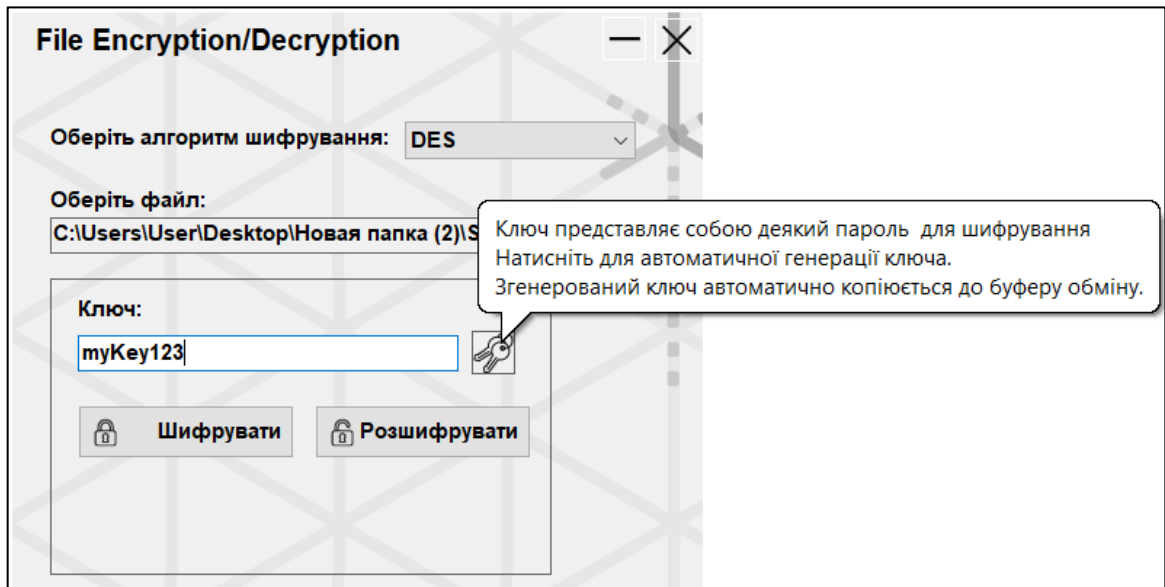 File Encryption/Decryption
Оберіть алгоритм шифрування: DES
Оберіть файл:
C:\Users\User\Desktop\Новая папка (2)\S
Ключ представляє собою деякий пароль для шифрування
Натисніть для автоматичної генерації ключа.
Згенерований ключ автоматично копіюється до буферу обміну.
Ключ:
myKey123
Шифрувати Розшифрувати